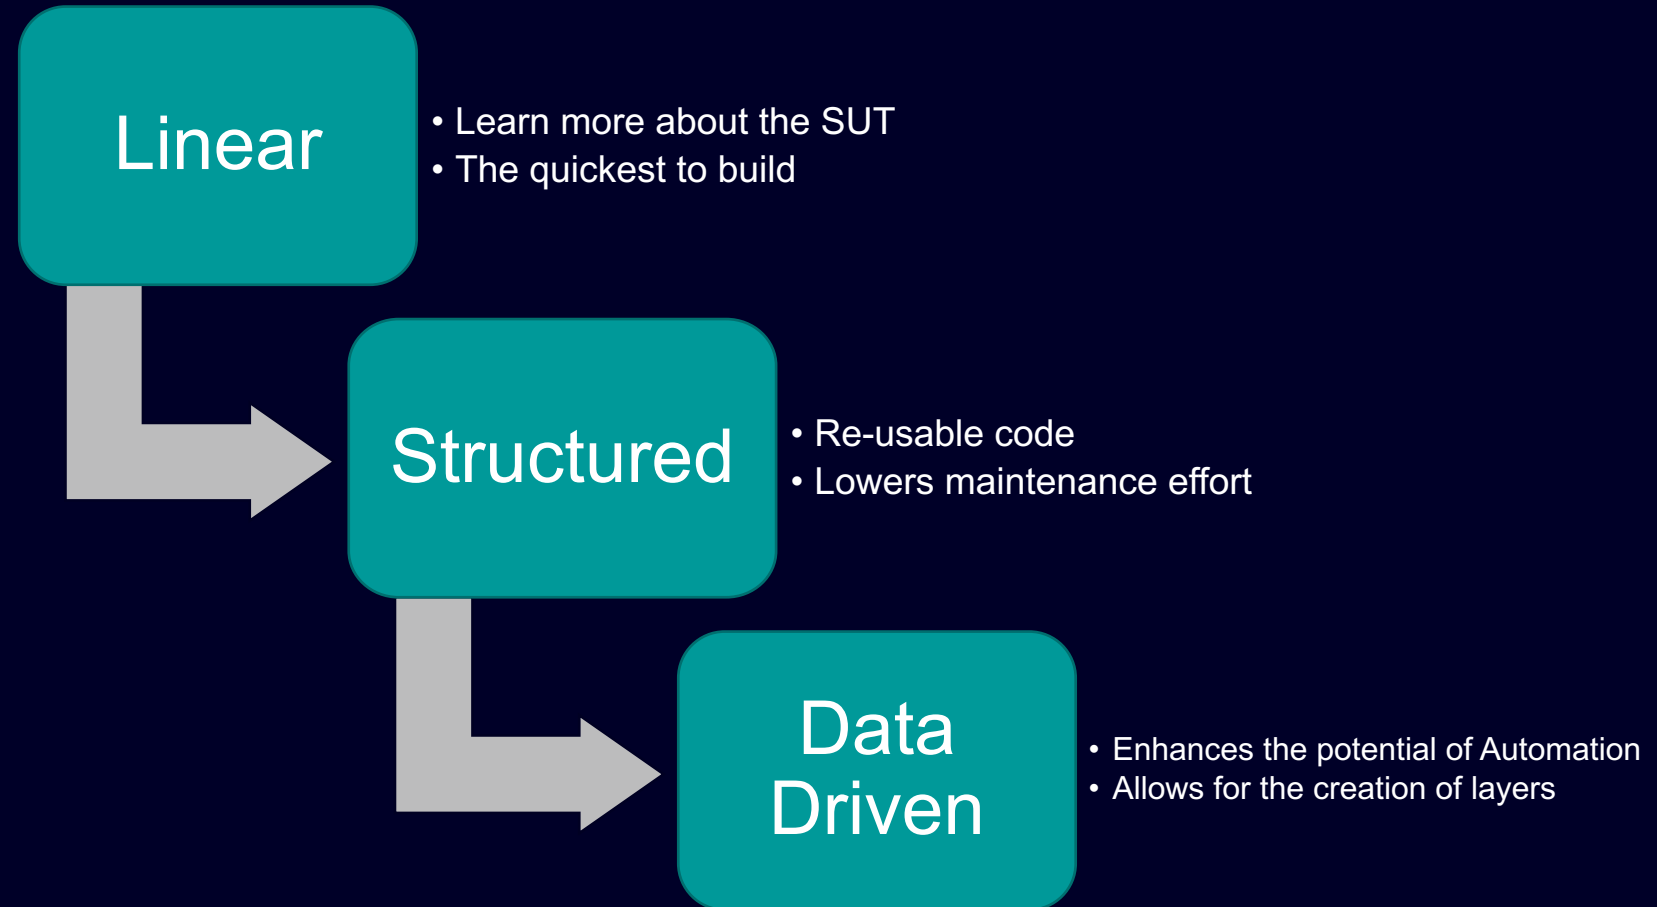 Linear
• Learn more about the SUT
• The quickest to build
Structured
• Re-usable code
• Lowers maintenance effort
Data
Driven
• Enhances the potential of Automation
• Allows for the creation of layers